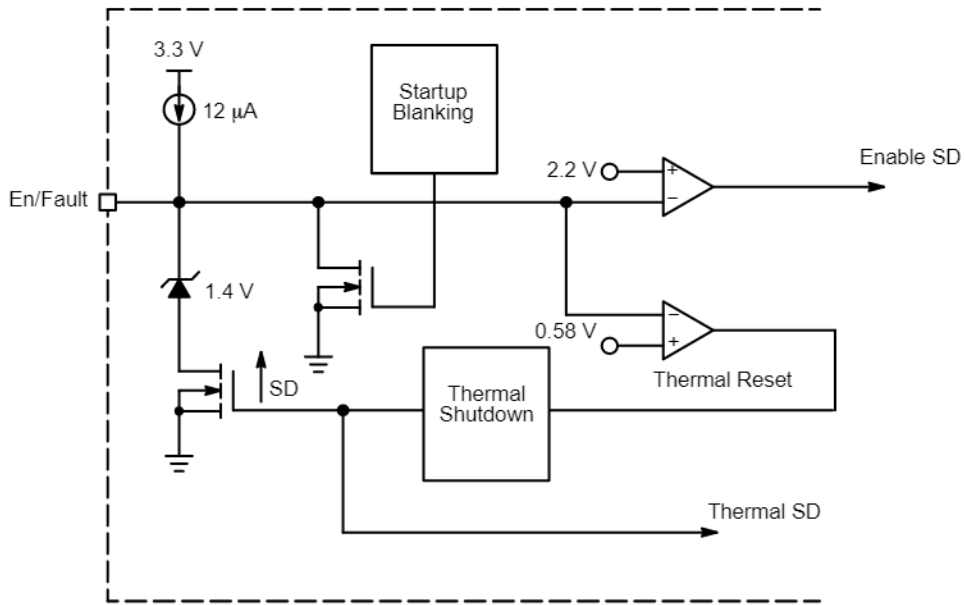 3.3 V
12 μA
Startup
Blanking
Enable SD
2.2 V
+
−
En/Fault
1.4 V
−
0.58 V
+
SD
Thermal
Shutdown
Thermal Reset
Thermal SD